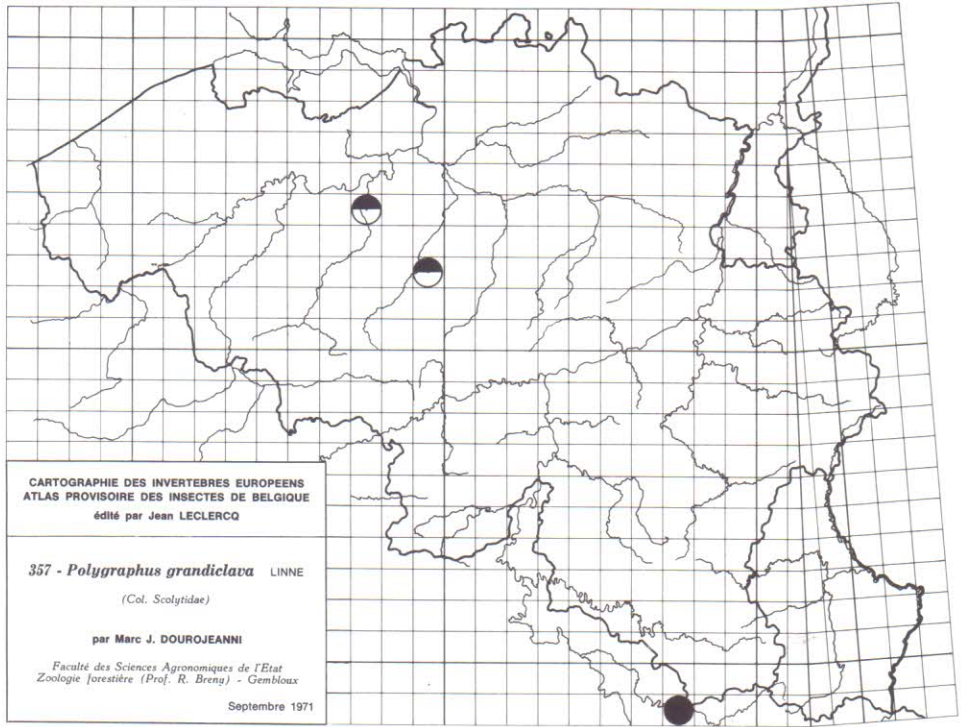 CARTOGRAPHIE DES INVERTEBRES EUROPEENS
ATLAS PROVISOIRE DES INSECTES DE BELGIQUE
édité par Jean LECLERCQ
357 - Polygraphus grandiclava LINNE
(Col. Scolytidae)
par Marc J. DOUROJEANNI
Faculté des Sciences Agronomiques de l'Etat
Zoologie forestière (Prof. R. Breny) - Gembloux
Septembre 1971